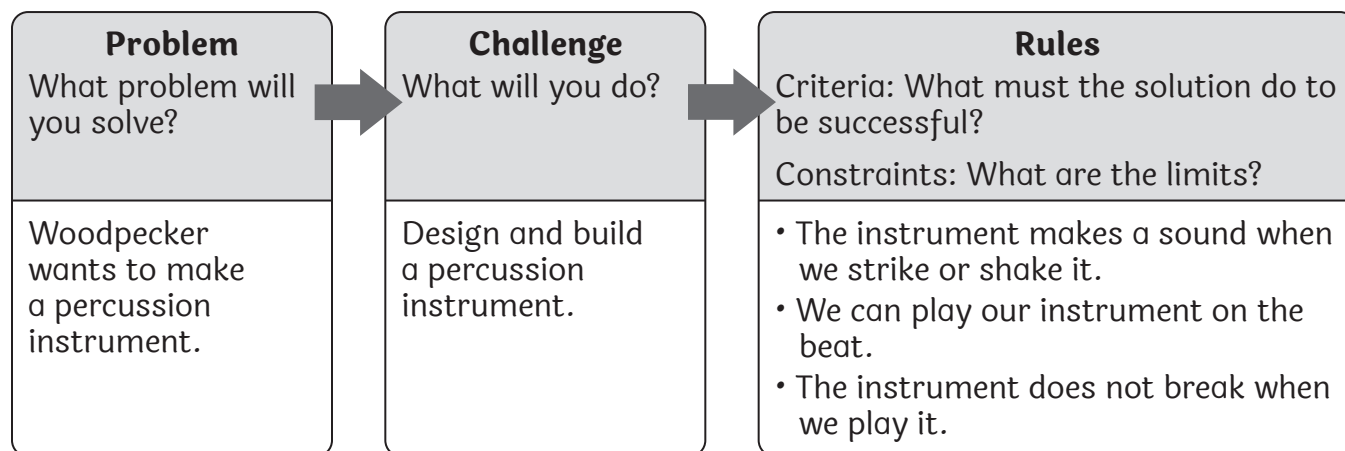 Problem
What problem will
you solve?
Woodpecker
wants to make
a percussion
instrument.
Challenge
What will you do?
Design and build
a percussion
instrument.
Rules
Criteria: What must the solution do to
be successful?
Constraints: What are the limits?
• The instrument makes a sound when
we strike or shake it.
• We can play our instrument on the
beat.
• The instrument does not break when
we play it.